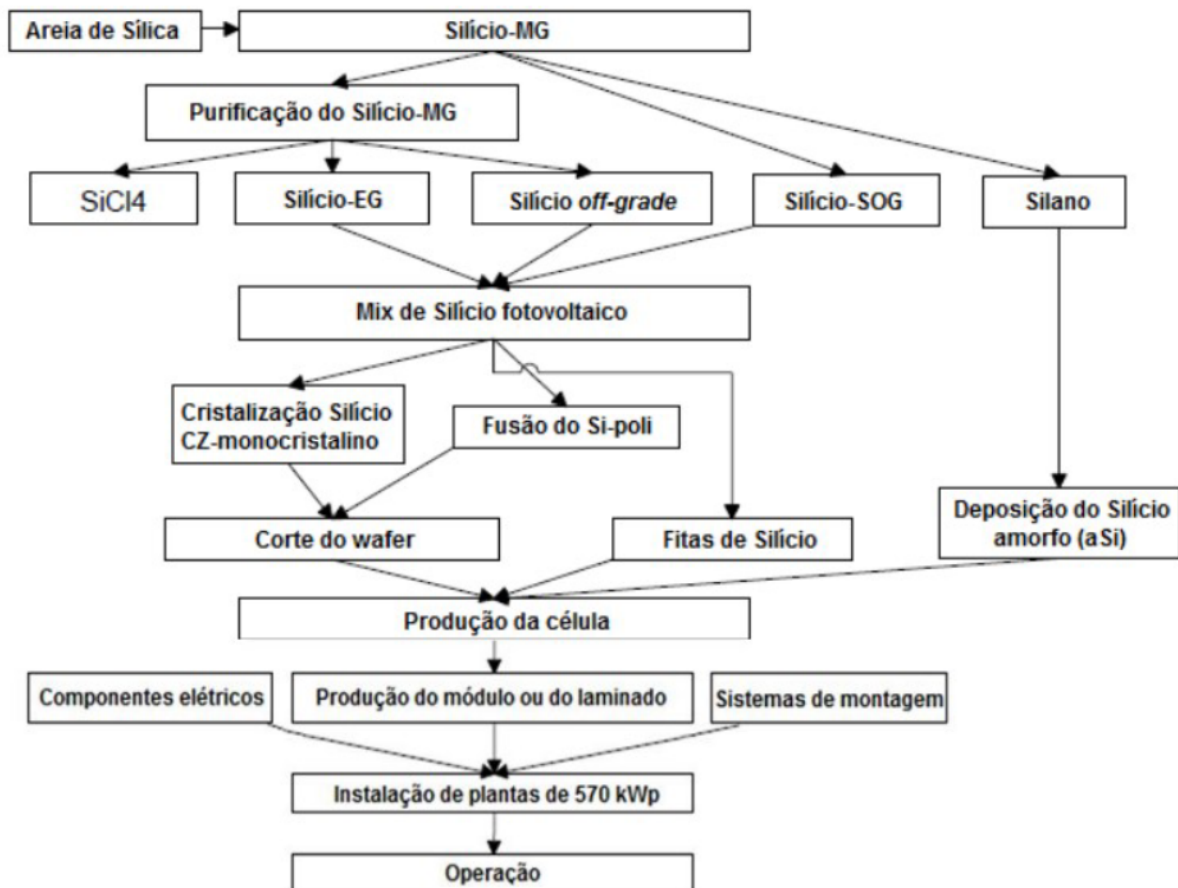 Areia de Sílica
Silício-MG
Purificação do Silício-MG
SiCl4
Silício-EG
Silício off-grade
Silício-SOG
Silano
Mix de Silício fotovoltaico
Cristalização Silício
CZ-monocristalino
Fusão do Si-poli
Corte do wafer
Fitas de Silício
Deposição do Silício
amorfo (aSi)
Produção da célula
Componentes elétricos
Produção do módulo ou do laminado
Sistemas de montagem
Instalação de plantas de 570 kWp
Operação